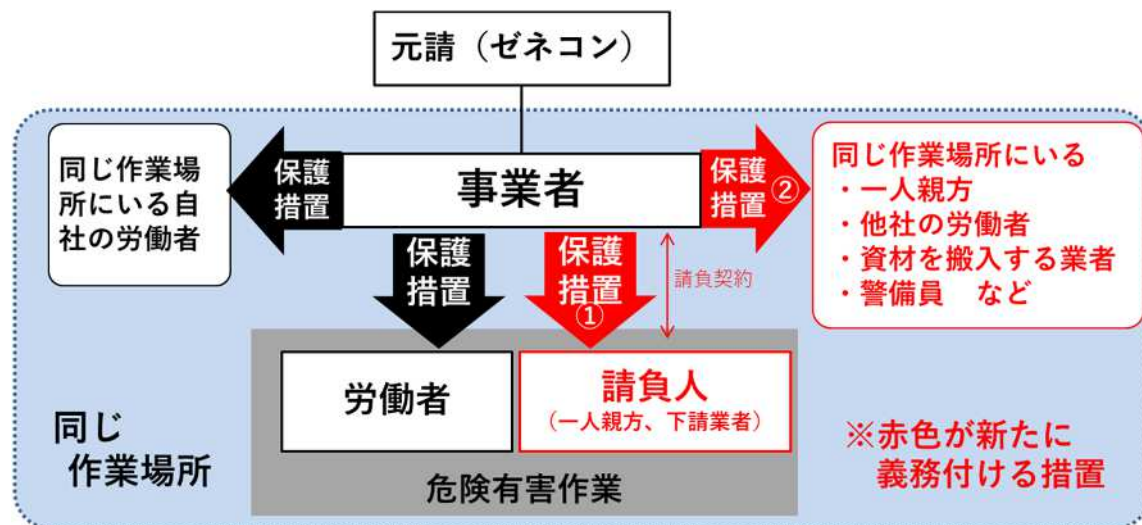 元請（ゼネコン）
同じ作業場
所にいる自
社の労働者
保護
措置
事業者
保護
措置②
同じ作業場所にいる
・一人親方
・他社の労働者
・資材を搬入する業者
・警備員　など
保護
措置
保護
措置
①
請負契約
労働者
請負人
（一人親方、下請業者）
危険有害作業
同じ
作業場所
※赤色が新たに
義務付ける措置